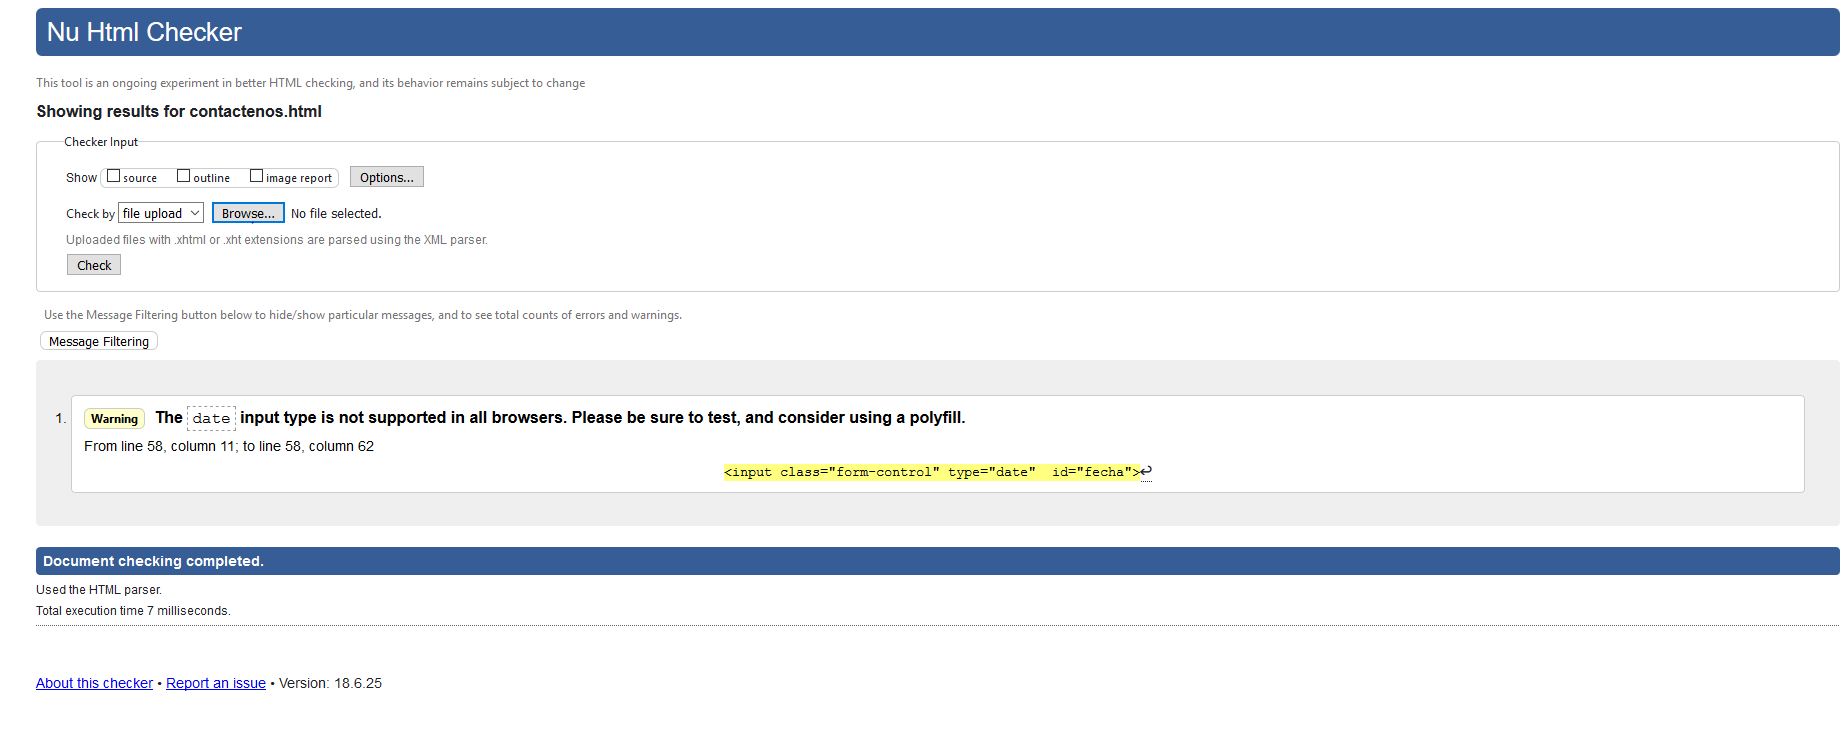 Nu Html Checker
This tool is an ongoing experiment in better HTML checking, and its behavior remains subject to change
Showing results for contactenos.html
Checker Input
Show source outline image report Options...
Check by file upload Browse... No file selected.
Uploaded files with .xhtml or .xht extensions are parsed using the XML parser.
Check
Use the Message Filtering button below to hide/show particular messages, and to see total counts of errors and warnings.
Message Filtering
1. Warning The date input type is not supported in all browsers. Please be sure to test, and consider using a polyfill.
From line 58, column 11; to line 58, column 62
<input class="form-control" type="date"  id="fecha">↩
Document checking completed.
Used the HTML parser.
Total execution time 7 milliseconds.
About this checker • Report an issue • Version: 18.6.25